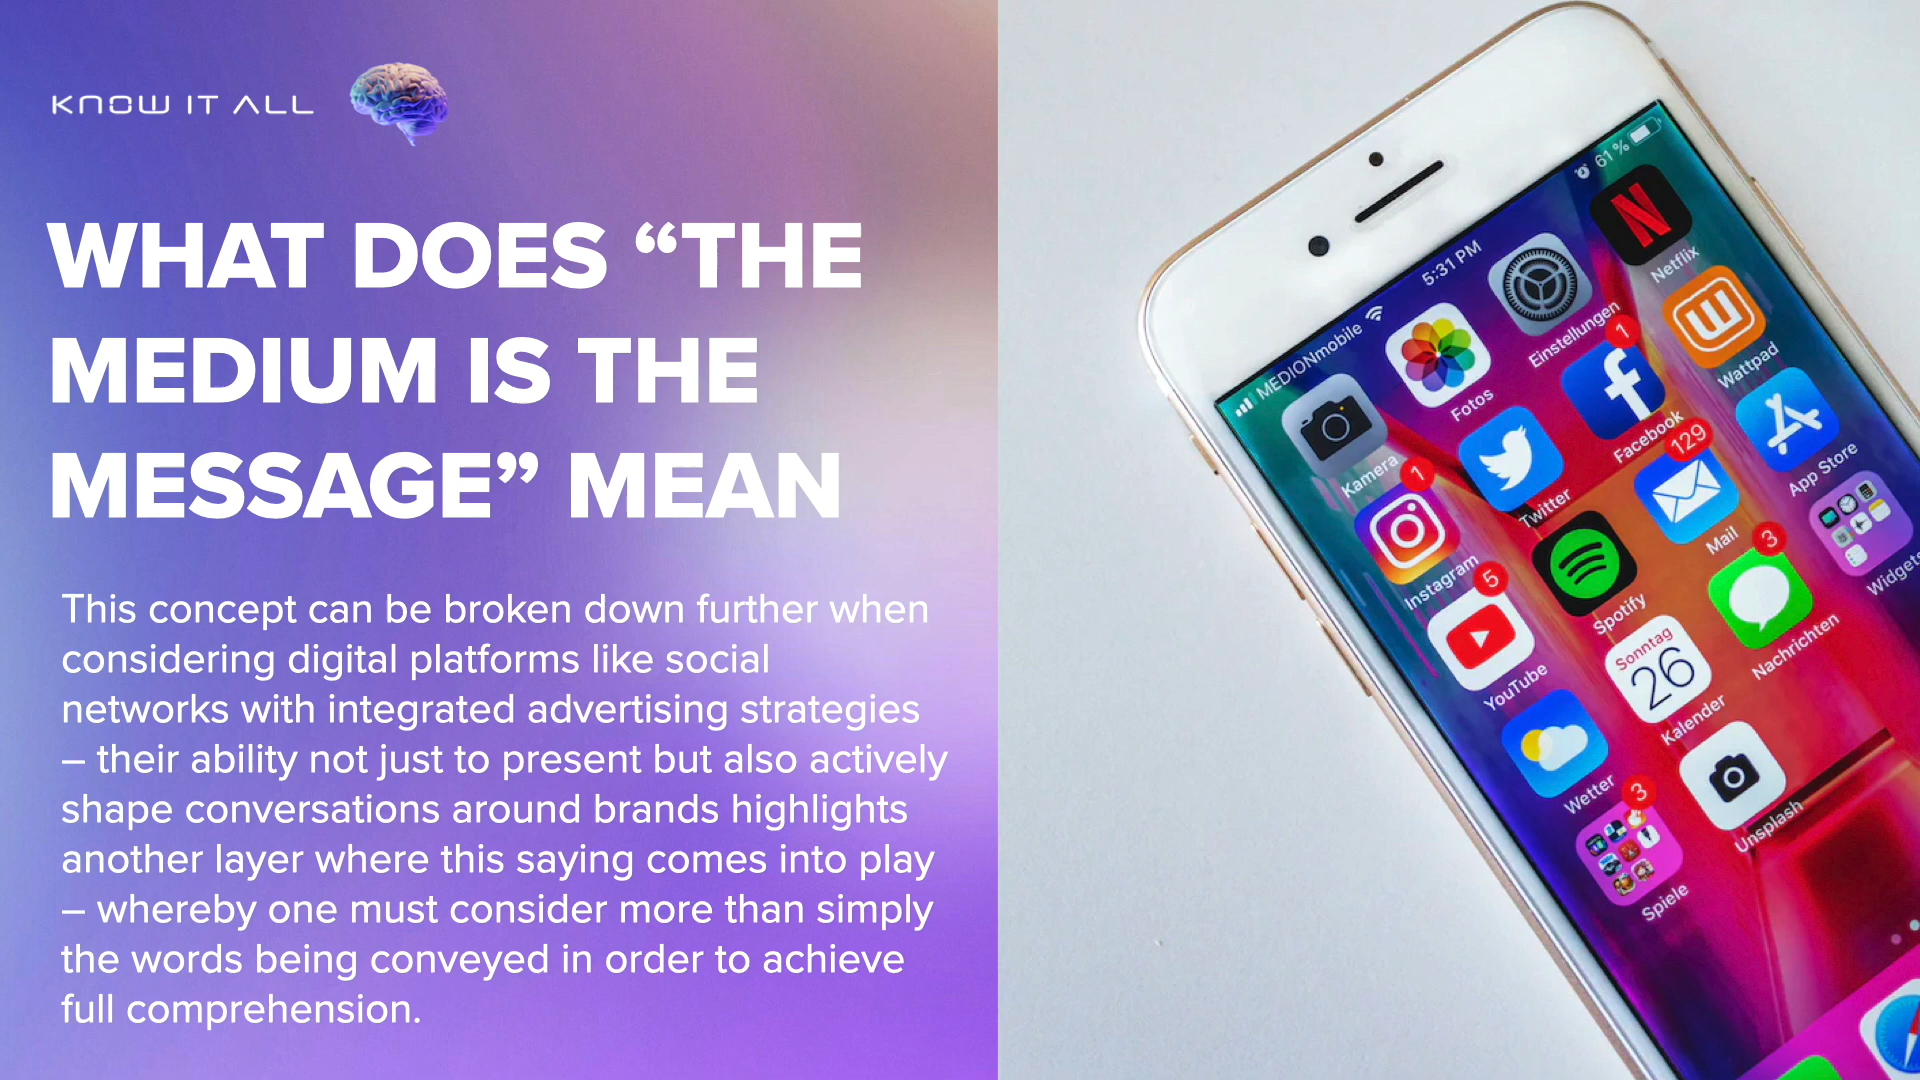 KNOW IT ALL
WHAT DOES “THE
MEDIUM IS THE
MESSAGE” MEAN
This concept can be broken down further when
considering digital platforms like social
networks with integrated advertising strategies
– their ability not just to present but also actively
shape conversations around brands highlights
another layer where this saying comes into play
– whereby one must consider more than simply
the words being conveyed in order to achieve
full comprehension.
MEDIONmobile
5:31 PM
61 %
Kamera
Fotos
Einstellungen
Netflix
1
Instagram
Twitter
1
Facebook
Wattpad
5
YouTube
Spotify
129
Mail
App Store
Wetter
Sonntag
26
Kalender
3
Nachrichten
Widgets
3
Spiele
Unsplash